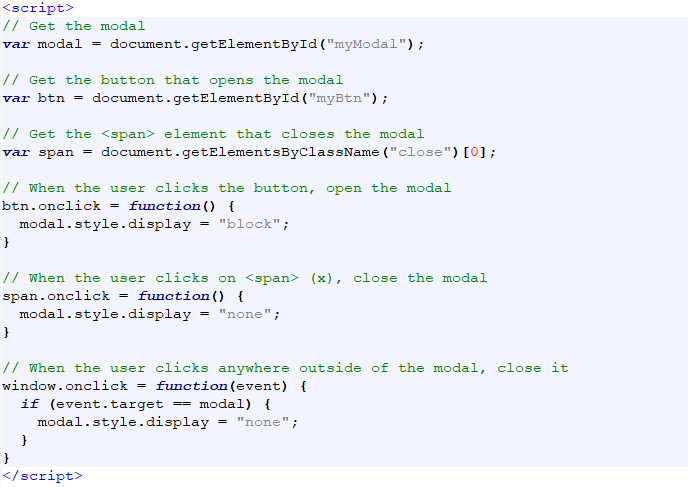 <script>
// Get the modal
var modal = document.getElementById("myModal");

// Get the button that opens the modal
var btn = document.getElementById("myBtn");

// Get the <span> element that closes the modal
var span = document.getElementsByClassName("close")[0];

// When the user clicks the button, open the modal
btn.onclick = function() {
  modal.style.display = "block";
}

// When the user clicks on <span> (x), close the modal
span.onclick = function() {
  modal.style.display = "none";
}

// When the user clicks anywhere outside of the modal, close it
window.onclick = function(event) {
  if (event.target == modal) {
    modal.style.display = "none";
  }
}
</script>